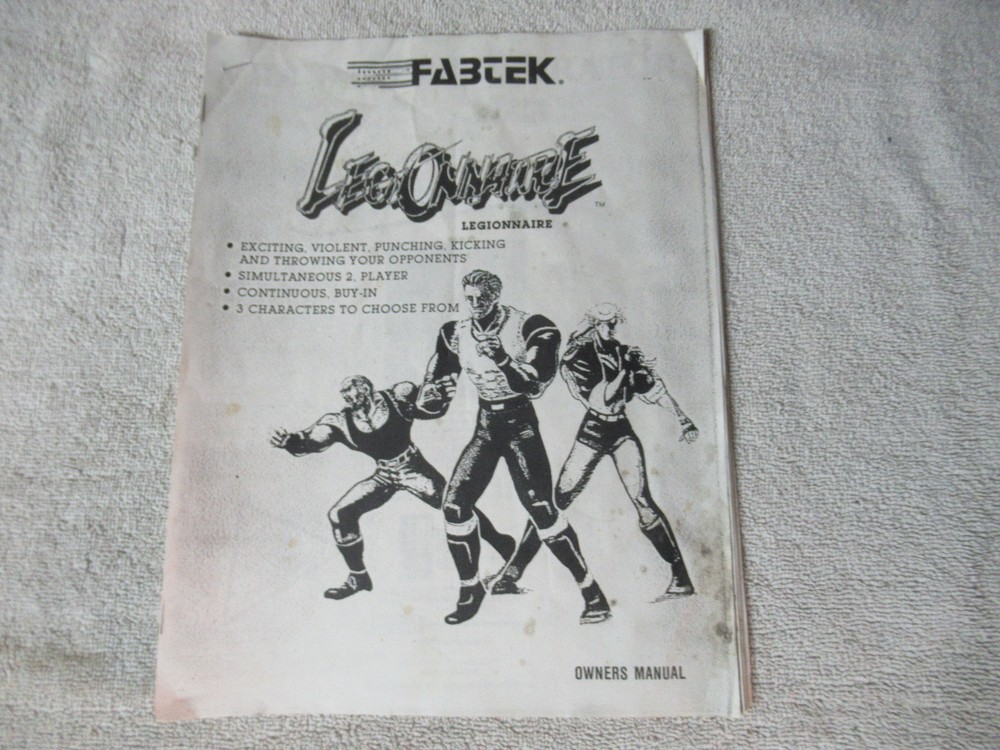 FABTEK®
LEGIONNAIRE™
LEGIONNAIRE
• EXCITING, VIOLENT, PUNCHING, KICKING
AND THROWING YOUR OPPONENTS
• SIMULTANEOUS 2, PLAYER
• CONTINUOUS, BUY-IN
• 3 CHARACTERS TO CHOOSE FROM
OWNERS MANUAL